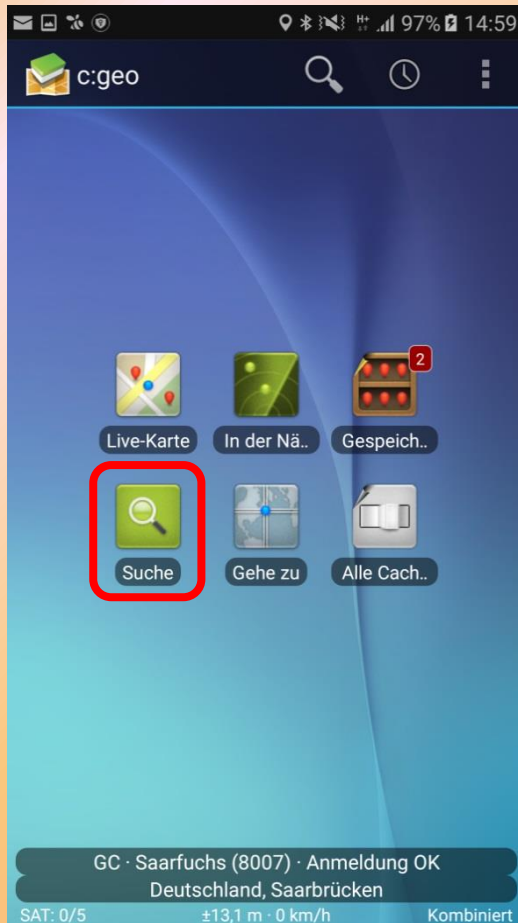 97% 14:59
c:geo
2
Live-Karte In der Nä.. Gespeich..
Suche Gehe zu Alle Cach..
GC · Saarfuchs (8007) · Anmeldung OK
Deutschland, Saarbrücken
SAT: 0/5 ±13,1 m · 0 km/h Kombiniert